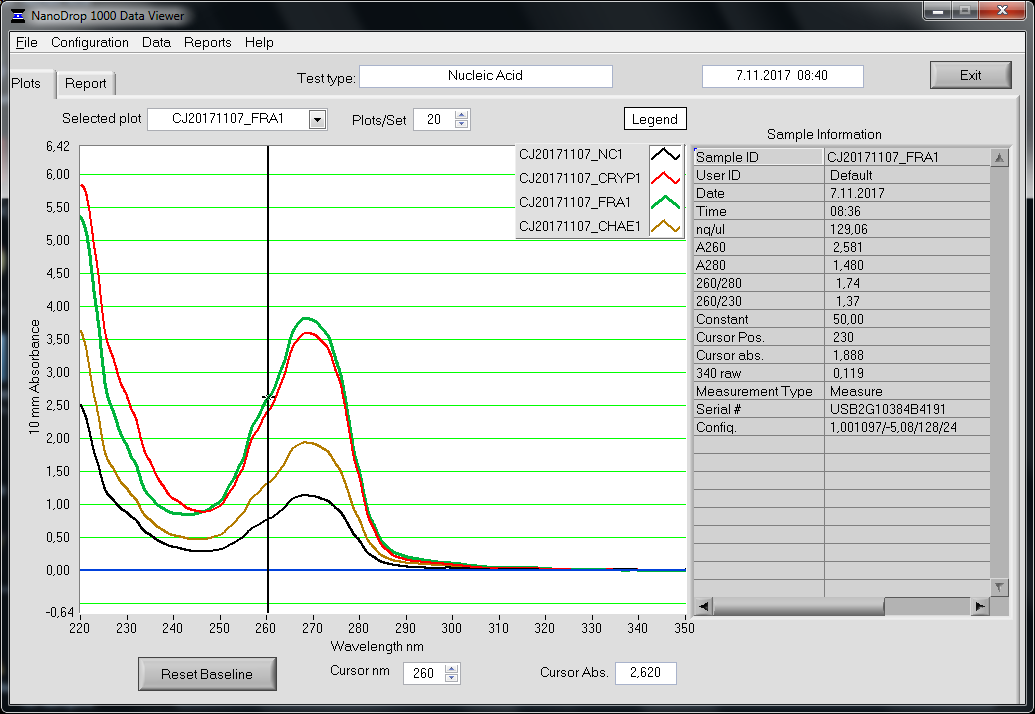 NanoDrop 1000 Data Viewer
File Configuration Data Reports Help
Plots Report Test type: Nucleic Acid 7.11.2017 08:40 Exit
Selected plot CJ20171107_FRA1 Plots/Set 20 Legend
Sample Information
CJ20171107_NC1
CJ20171107_CRYP1
CJ20171107_FRA1
CJ20171107_CHAE1
10 mm Absorbance
6,42
6,00
5,50
5,00
4,50
4,00
3,50
3,00
2,50
2,00
1,50
1,00
0,50
0,00
-0,64
220 230 240 250 260 270 280 290 300 310 320 330 340 350
Wavelength nm
Sample ID CJ20171107_FRA1
User ID Default
Date 7.11.2017
Time 08:36
ng/ul 129,06
A260 2,581
A280 1,480
260/280 1,74
260/230 1,37
Constant 50,00
Cursor Pos. 230
Cursor abs. 1,888
340 raw 0,119
Measurement Type Measure
Serial # USB2G10384B4191
Config. 1,001097/-5,08/128/24
Reset Baseline Cursor nm 260 Cursor Abs. 2,620